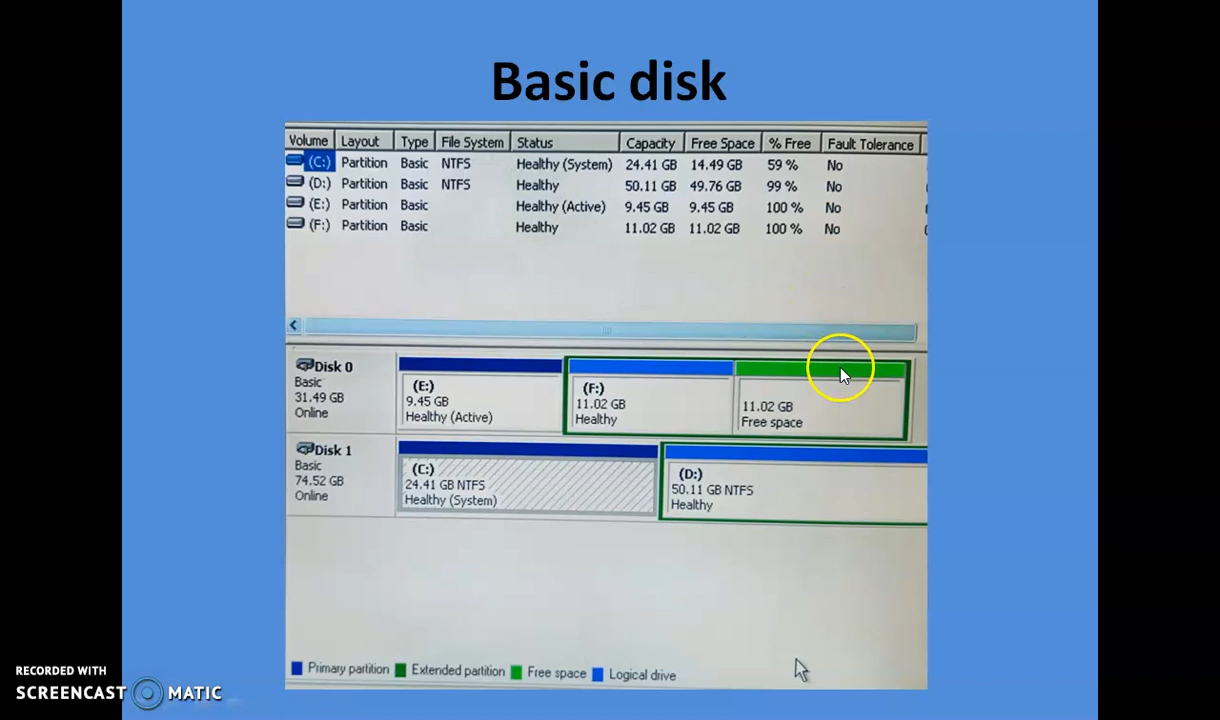 Basic disk
Volume Layout Type File System Status Capacity Free Space % Free Fault Tolerance
(C:) Partition Basic NTFS Healthy (System) 24.41 GB 14.49 GB 59 % No
(D:) Partition Basic NTFS Healthy 50.11 GB 49.76 GB 99 % No
(E:) Partition Basic Healthy (Active) 9.45 GB 9.45 GB 100 % No
(F:) Partition Basic Healthy 11.02 GB 11.02 GB 100 % No
Disk 0
Basic
31.49 GB
Online
(E:)
9.45 GB
Healthy (Active)
(F:)
11.02 GB
Healthy
11.02 GB
Free space
Disk 1
Basic
74.52 GB
Online
(C:)
24.41 GB NTFS
Healthy (System)
(D:)
50.11 GB NTFS
Healthy
Primary partition Extended partition Free space Logical drive
RECORDED WITH
SCREENCAST MATIC